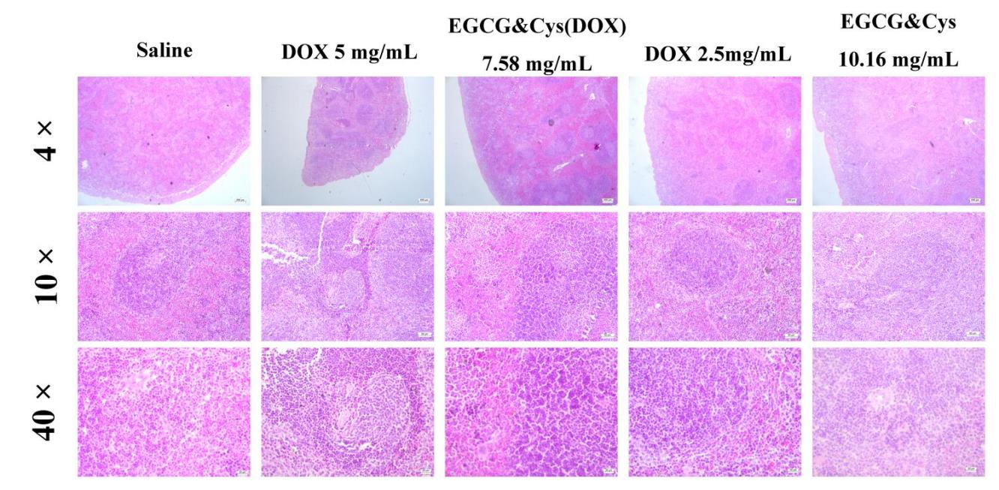 Saline
DOX 5 mg/mL
EGCG&Cys(DOX)
7.58 mg/mL
DOX 2.5mg/mL
EGCG&Cys
10.16 mg/mL
4 ×
10 ×
40 ×